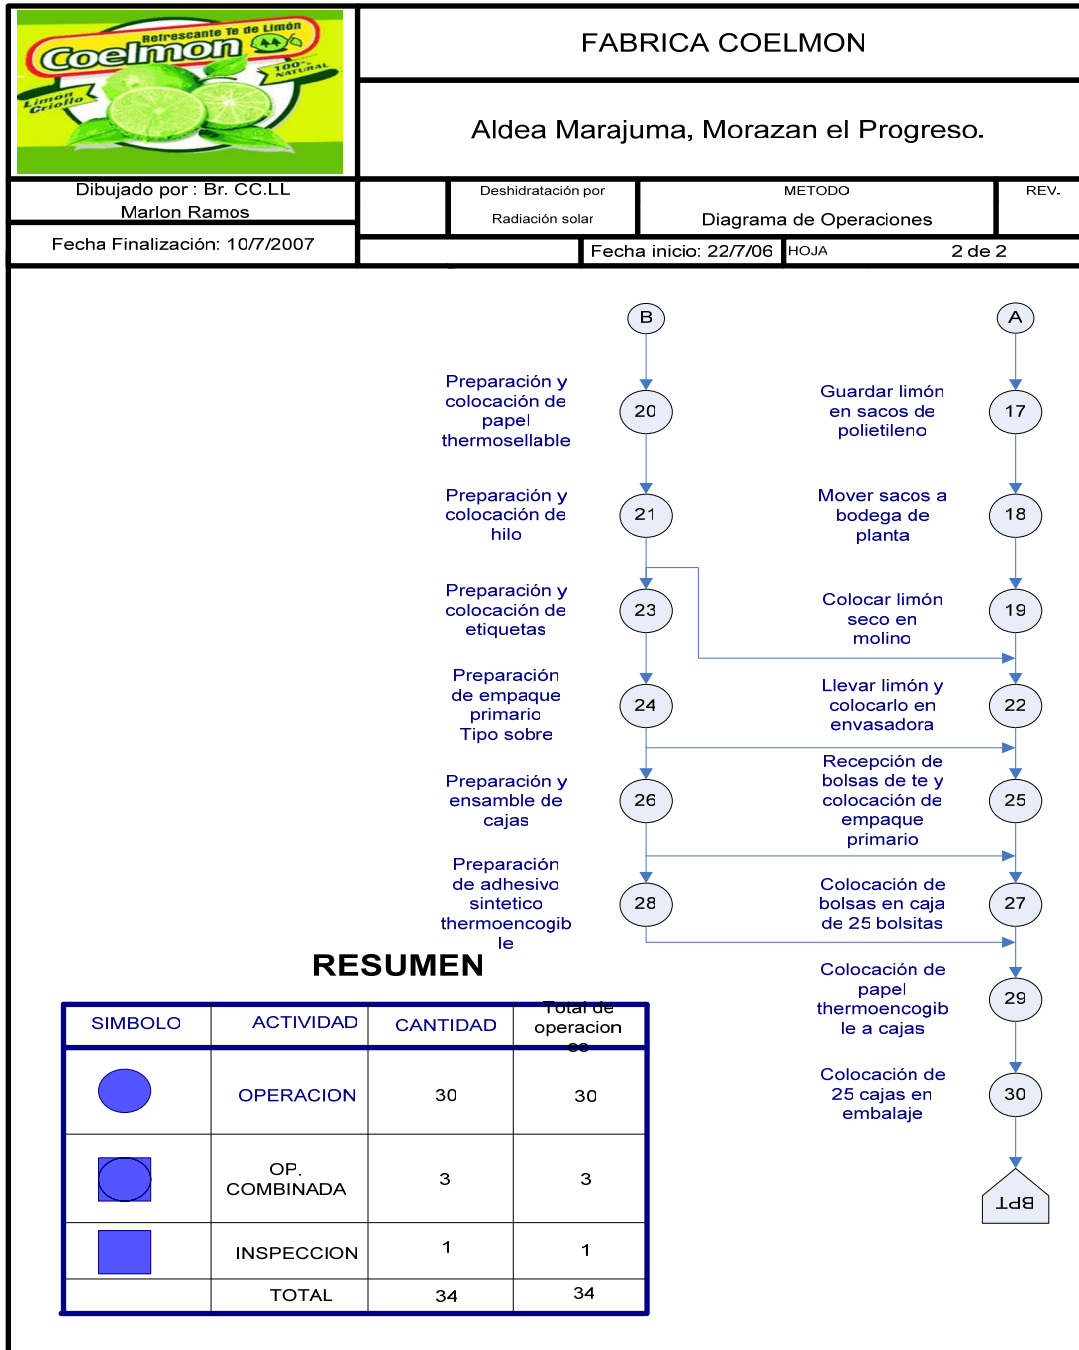 Refrescante Te de Limón
Coelmon
100%
NATURAL
Limon
Criollo
FABRICA COELMON
Aldea Marajuma, Morazan el Progreso.
Dibujado por : Br. CC.LL
Marlon Ramos
Fecha Finalización: 10/7/2007
Deshidratación por
Radiación solar
METODO
Diagrama de Operaciones
REV.
Fecha inicio: 22/7/06
HOJA
2 de 2
B
A
Preparación y
colocación de
papel
thermosellable
20
Guardar limón
en sacos de
polietileno
17
Preparación y
colocación de
hilo
21
Mover sacos a
bodega de
planta
18
Preparación y
colocación de
etiquetas
23
Colocar limón
seco en
molino
19
Preparación
de empaque
primario
Tipo sobre
24
Llevar limón y
colocarlo en
envasadora
22
Preparación y
ensamble de
cajas
26
Recepción de
bolsas de te y
colocación de
empaque
primario
25
Preparación
de adhesivo
sintetico
thermoencogib
le
28
Colocación de
bolsas en caja
de 25 bolsitas
27
Colocación de
papel
thermoencogib
le a cajas
29
Colocación de
25 cajas en
embalaje
30
BPT
RESUMEN
SIMBOLO ACTIVIDAD CANTIDAD Total de
operacion
es
OPERACION 30 30
OP.
COMBINADA 3 3
INSPECCION 1 1
TOTAL 34 34